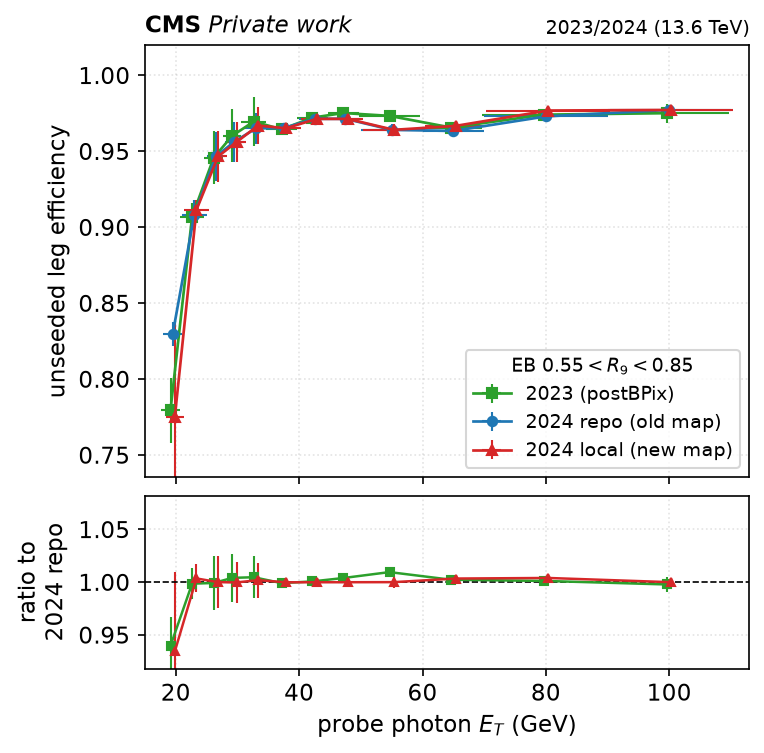 CMS Private work 2023/2024 (13.6 TeV)
1.00
0.95
0.90
0.85
0.80
0.75
unseeded leg efficiency
EB 0.55 < R₉ < 0.85
2023 (postBPix)
2024 repo (old map)
2024 local (new map)
1.05
1.00
0.95
ratio to
2024 repo
20 40 60 80 100
probe photon E_T (GeV)